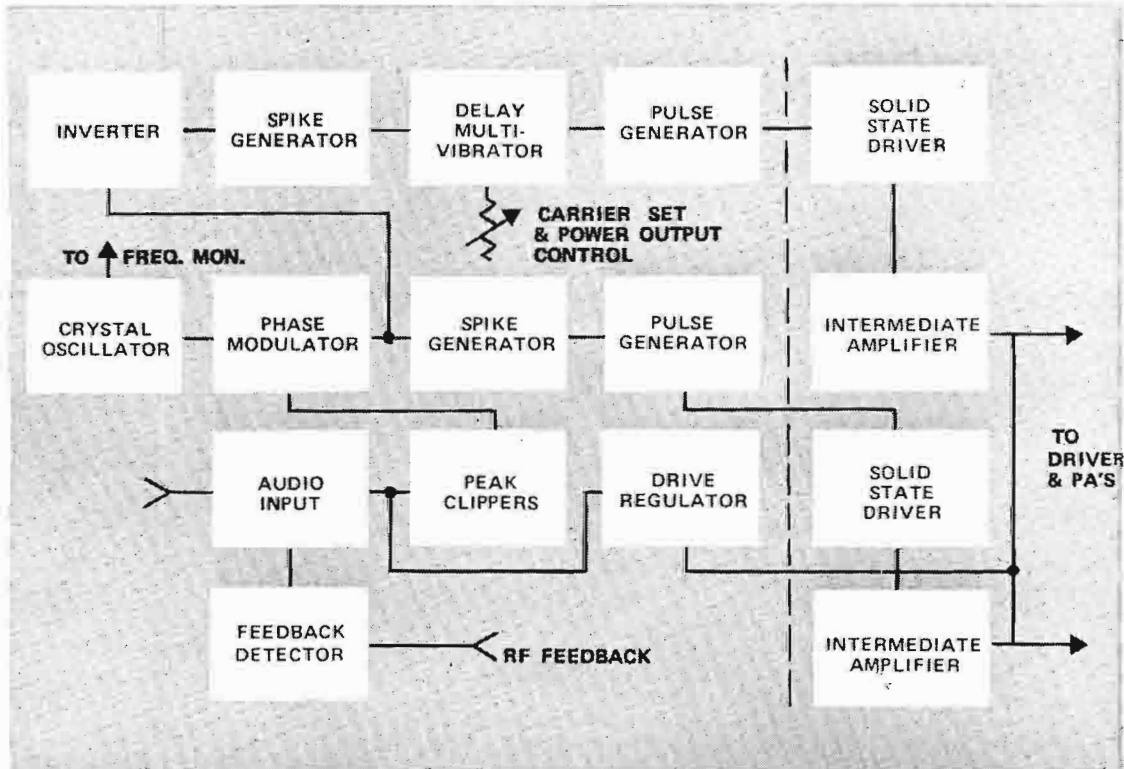 INVERTER
SPIKE
GENERATOR
DELAY
MULTI-
VIBRATOR
PULSE
GENERATOR
SOLID
STATE
DRIVER
CARRIER SET
& POWER OUTPUT
CONTROL
TO FREQ. MON.
CRYSTAL
OSCILLATOR
PHASE
MODULATOR
SPIKE
GENERATOR
PULSE
GENERATOR
INTERMEDIATE
AMPLIFIER
AUDIO
INPUT
PEAK
CLIPPERS
DRIVE
REGULATOR
SOLID
STATE
DRIVER
TO
DRIVER
& PA'S
FEEDBACK
DETECTOR
RF FEEDBACK
INTERMEDIATE
AMPLIFIER